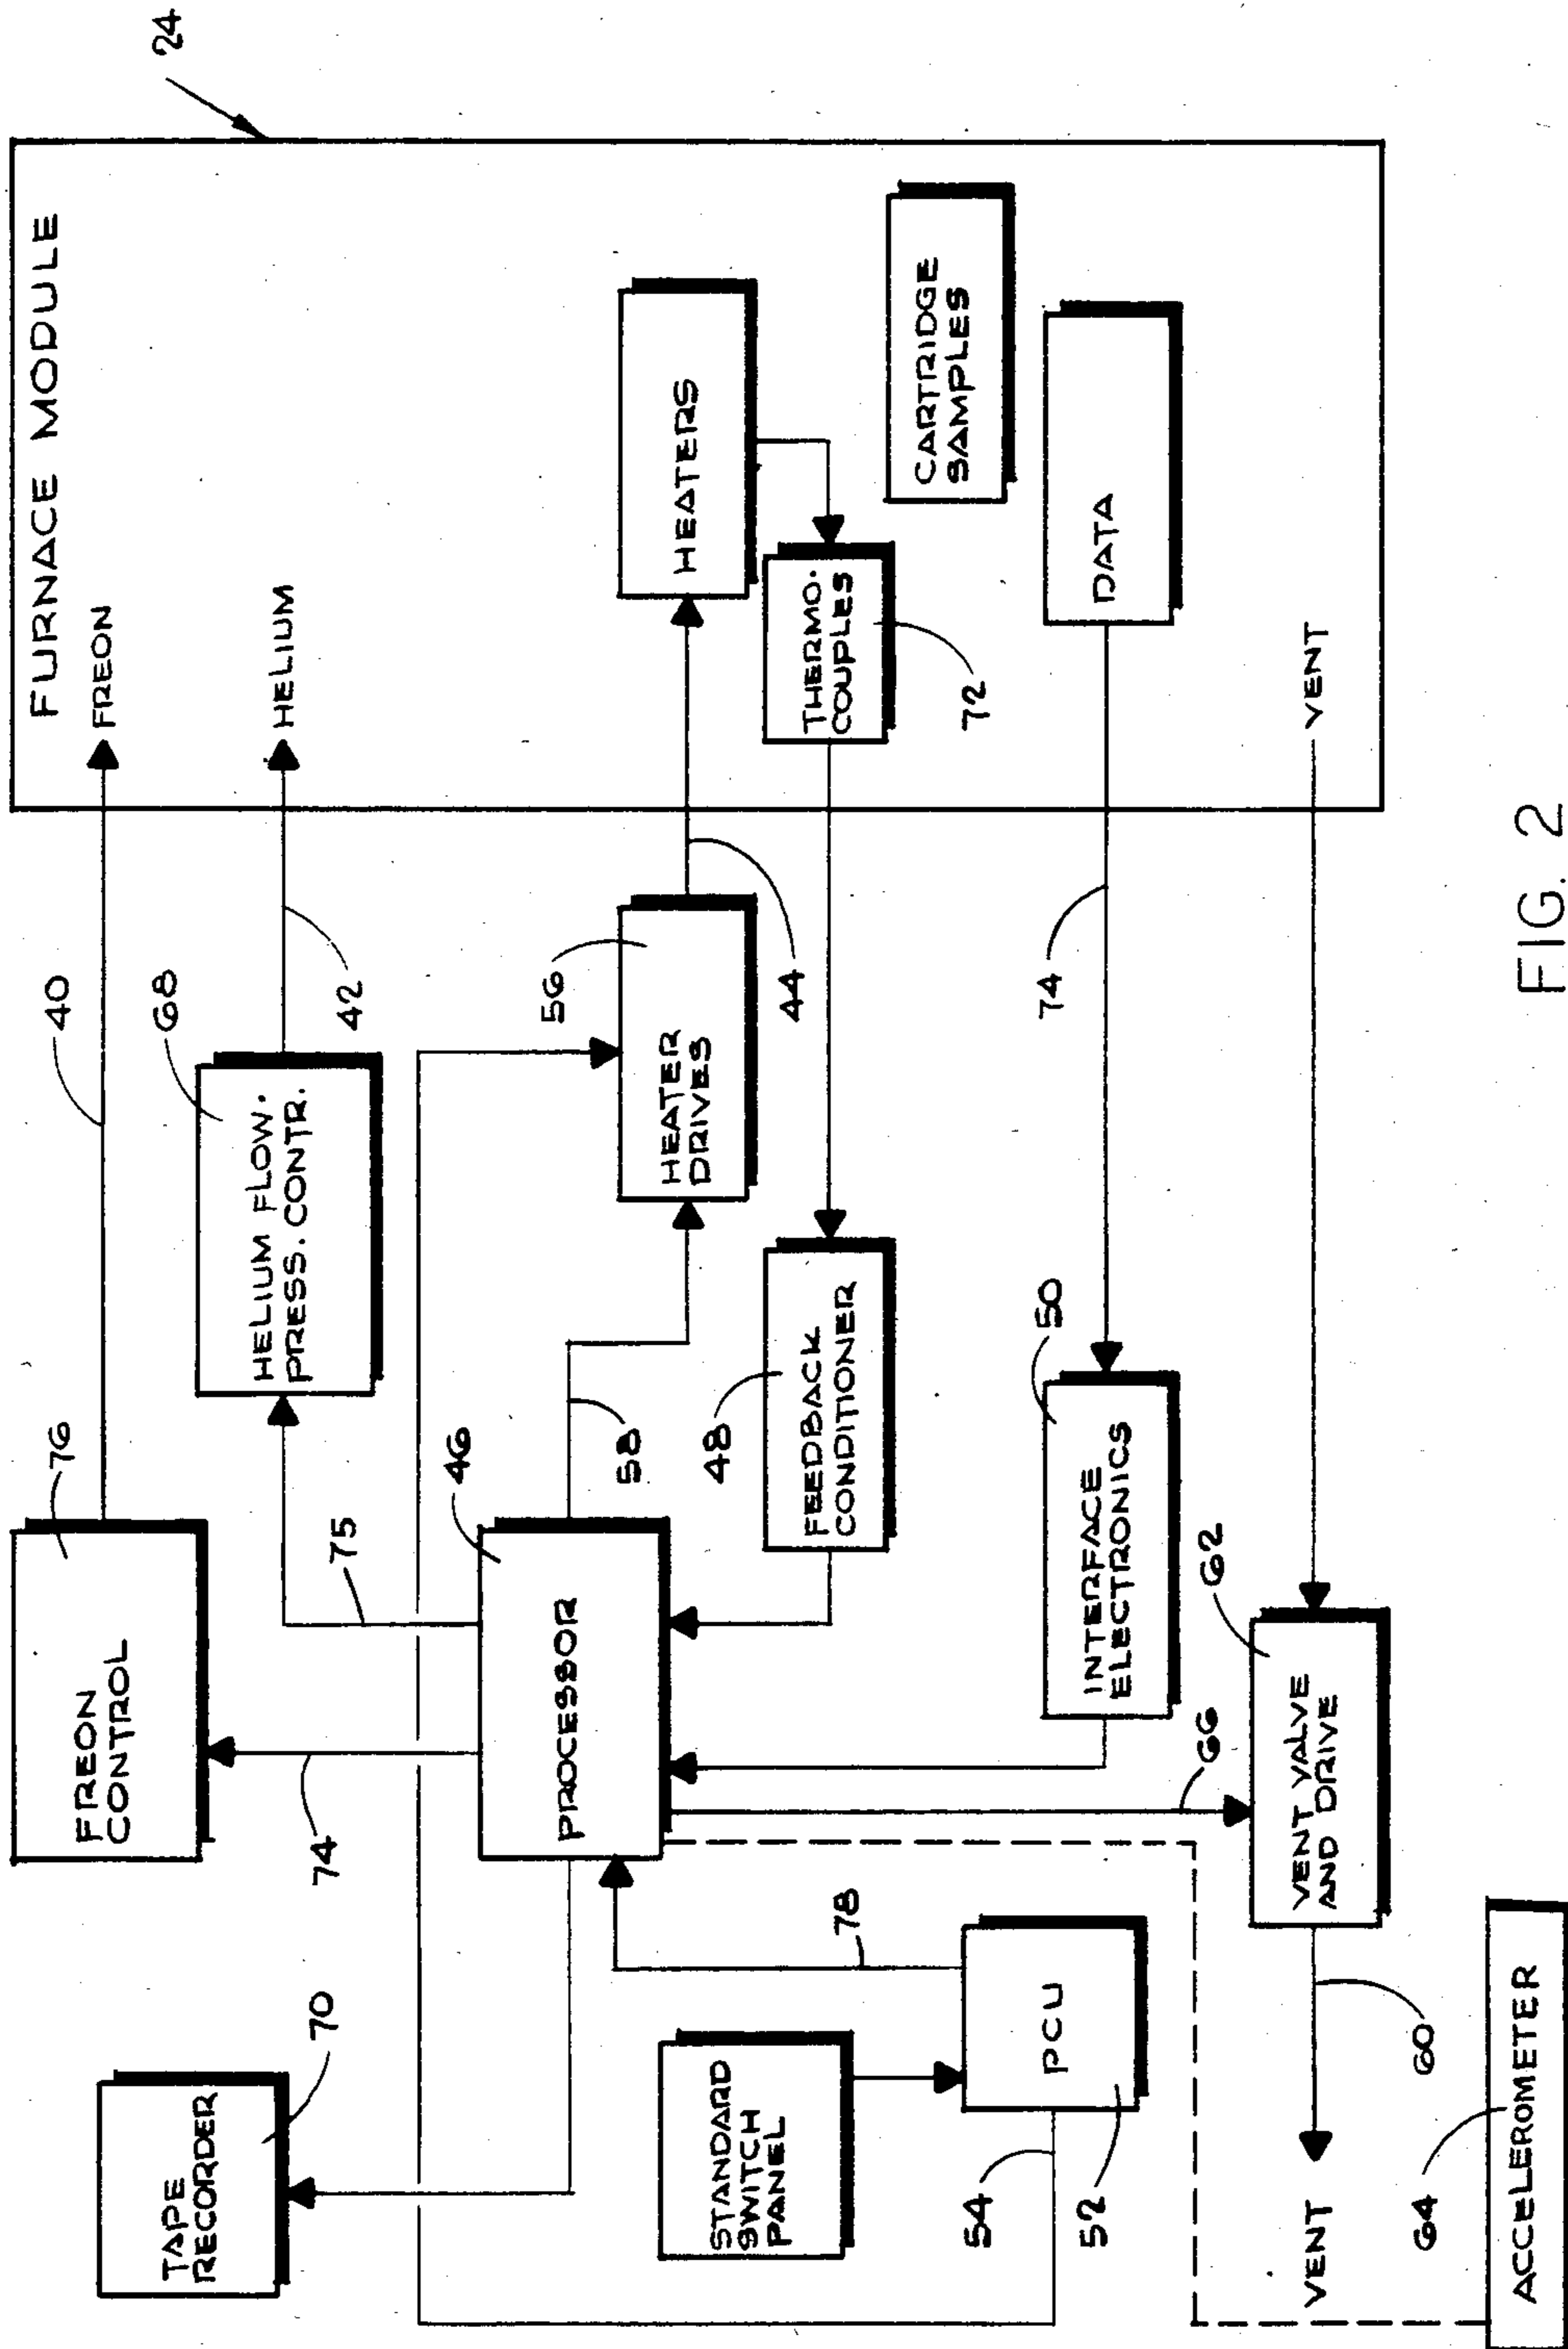 TAPE
RECORDER
70
FREON
CONTROL
76
40
74
75
HELIUM FLOW.
PRESS. CONTR.
68
42
FURNACE MODULE
24
FREON
HELIUM
STANDARD
SWITCH
PANEL
PROCESSOR
46
58
HEATER
DRIVES
56
44
HEATERS
THERMO.
COUPLES
72
FEEDBACK
CONDITIONER
48
CARTRIDGE
SAMPLES
PCU
52
54
78
INTERFACE
ELECTRONICS
50
74
DATA
66
VENT VALVE
AND DRIVE
62
VENT
60
VENT
ACCELEROMETER
64
FIG. 2